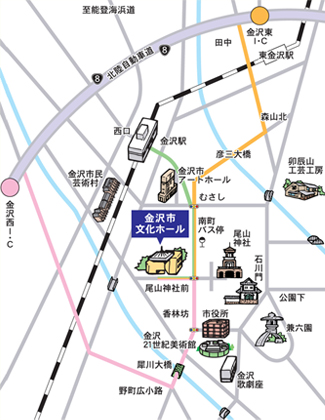 至能登海浜道
金沢東
I・C
田中
東金沢駅
8
北陸自動車道
8
森山北
西口
金沢駅
彦三大橋
卯辰山
工芸工房
金沢市
アートホール
金沢市民
芸術村
むさし
金沢西I・C
金沢市
文化ホール
南町
バス停
尾山
神社
石川門
尾山神社前
公園下
香林坊
市役所
兼六園
金沢
21世紀美術館
犀川大橋
金沢
歌劇座
野町広小路